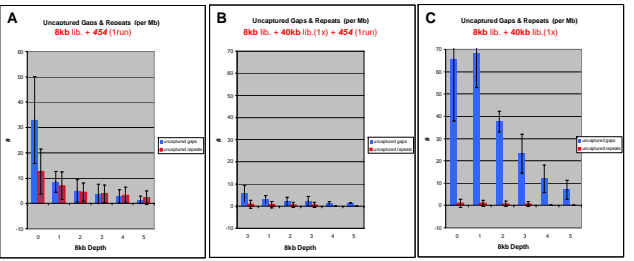 A
Uncaptured Gaps & Repeats (per Mb)
8kb lib. + 454 (1run)
60
50
40
30
20
10
0
-10
#
0 1 2 3 4 5
8kb Depth
uncaptured gaps
uncaptured repeats
B
Uncaptured Gaps & Repeats (per Mb)
8kb lib. + 40kb lib.(1x) + 454 (1run)
70
60
50
40
30
20
10
0
-10
#
0 1 2 3 4 5
8kb Depth
uncaptured gaps
uncaptured repeats
C
Uncaptured Gaps & Repeats (per Mb)
8kb lib. + 40kb lib.(1x)
70
60
50
40
30
20
10
0
-10
#
0 1 2 3 4 5
8kb Depth
uncaptured gaps
uncaptured repeats